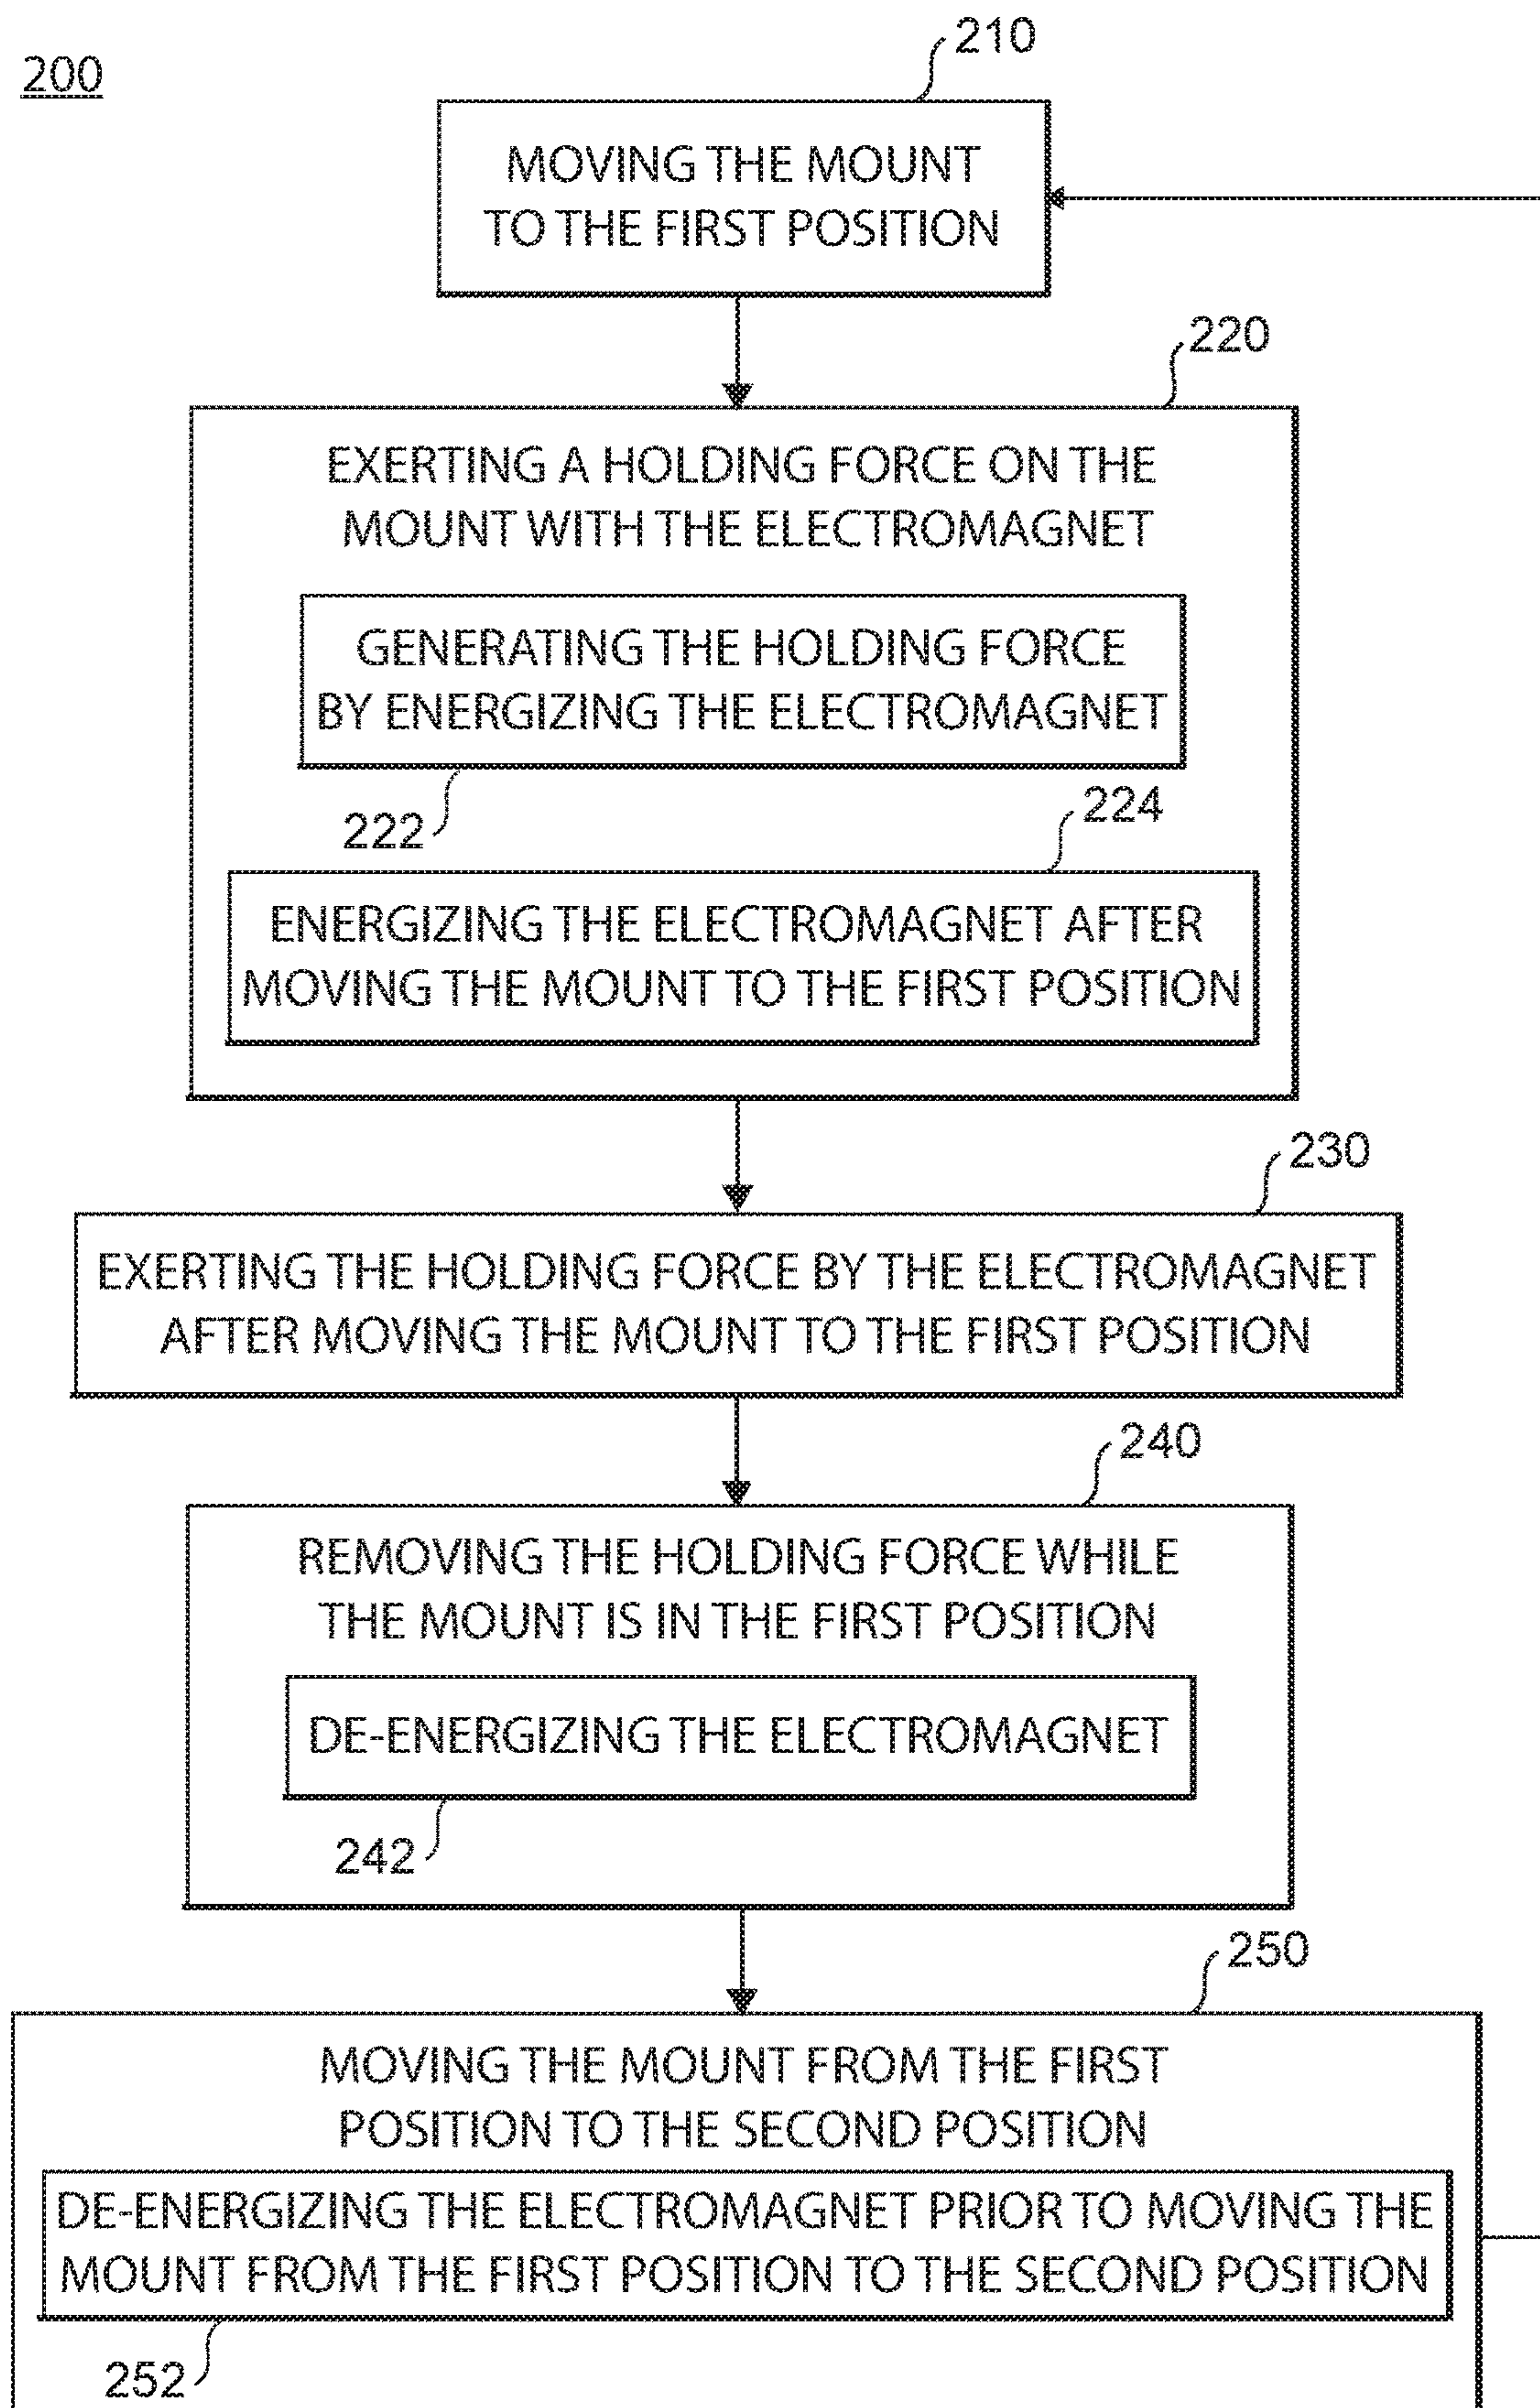 200
210
MOVING THE MOUNT
TO THE FIRST POSITION
220
EXERTING A HOLDING FORCE ON THE
MOUNT WITH THE ELECTROMAGNET
GENERATING THE HOLDING FORCE
BY ENERGIZING THE ELECTROMAGNET
222
224
ENERGIZING THE ELECTROMAGNET AFTER
MOVING THE MOUNT TO THE FIRST POSITION
230
EXERTING THE HOLDING FORCE BY THE ELECTROMAGNET
AFTER MOVING THE MOUNT TO THE FIRST POSITION
240
REMOVING THE HOLDING FORCE WHILE
THE MOUNT IS IN THE FIRST POSITION
DE-ENERGIZING THE ELECTROMAGNET
242
250
MOVING THE MOUNT FROM THE FIRST
POSITION TO THE SECOND POSITION
DE-ENERGIZING THE ELECTROMAGNET PRIOR TO MOVING THE
MOUNT FROM THE FIRST POSITION TO THE SECOND POSITION
252